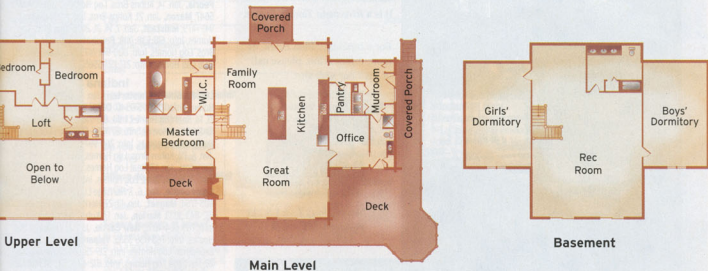 edroom
Bedroom
Loft
Open to
Below
Upper Level
Covered
Porch
Family
Room
W.I.C.
Kitchen
Pantry
Mudroom
Covered Porch
Master
Bedroom
Office
Great
Room
Deck
Deck
Main Level
Girls'
Dormitory
Boys'
Dormitory
Rec
Room
Basement